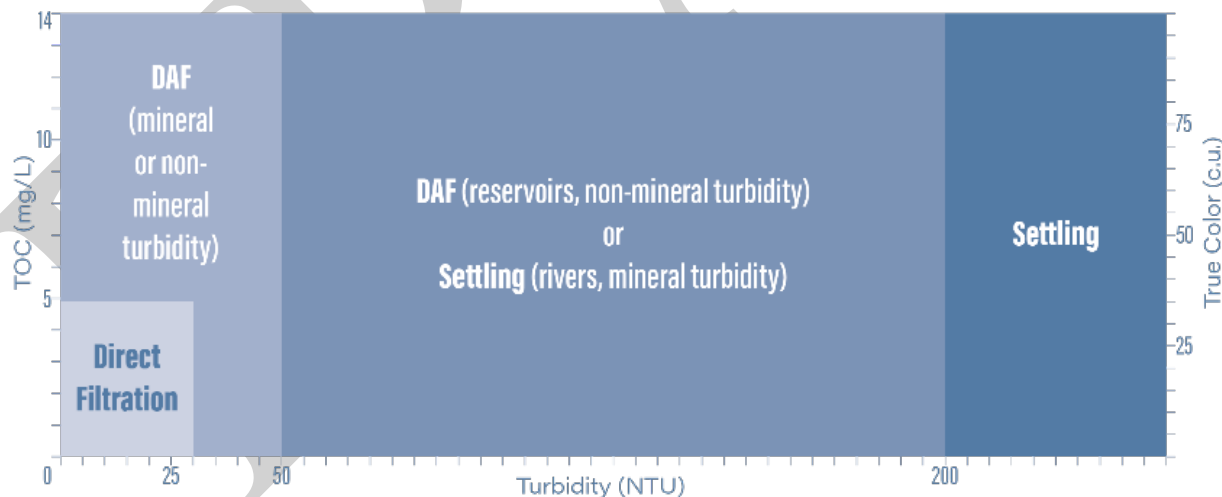 14
10
5
0
TOC (mg/L)
DAF
(mineral
or non-
mineral
turbidity)
Direct
Filtration
DAF (reservoirs, non-mineral turbidity)
or
Settling (rivers, mineral turbidity)
Settling
75
50
25
True Color (c.u.)
25
50
200
Turbidity (NTU)